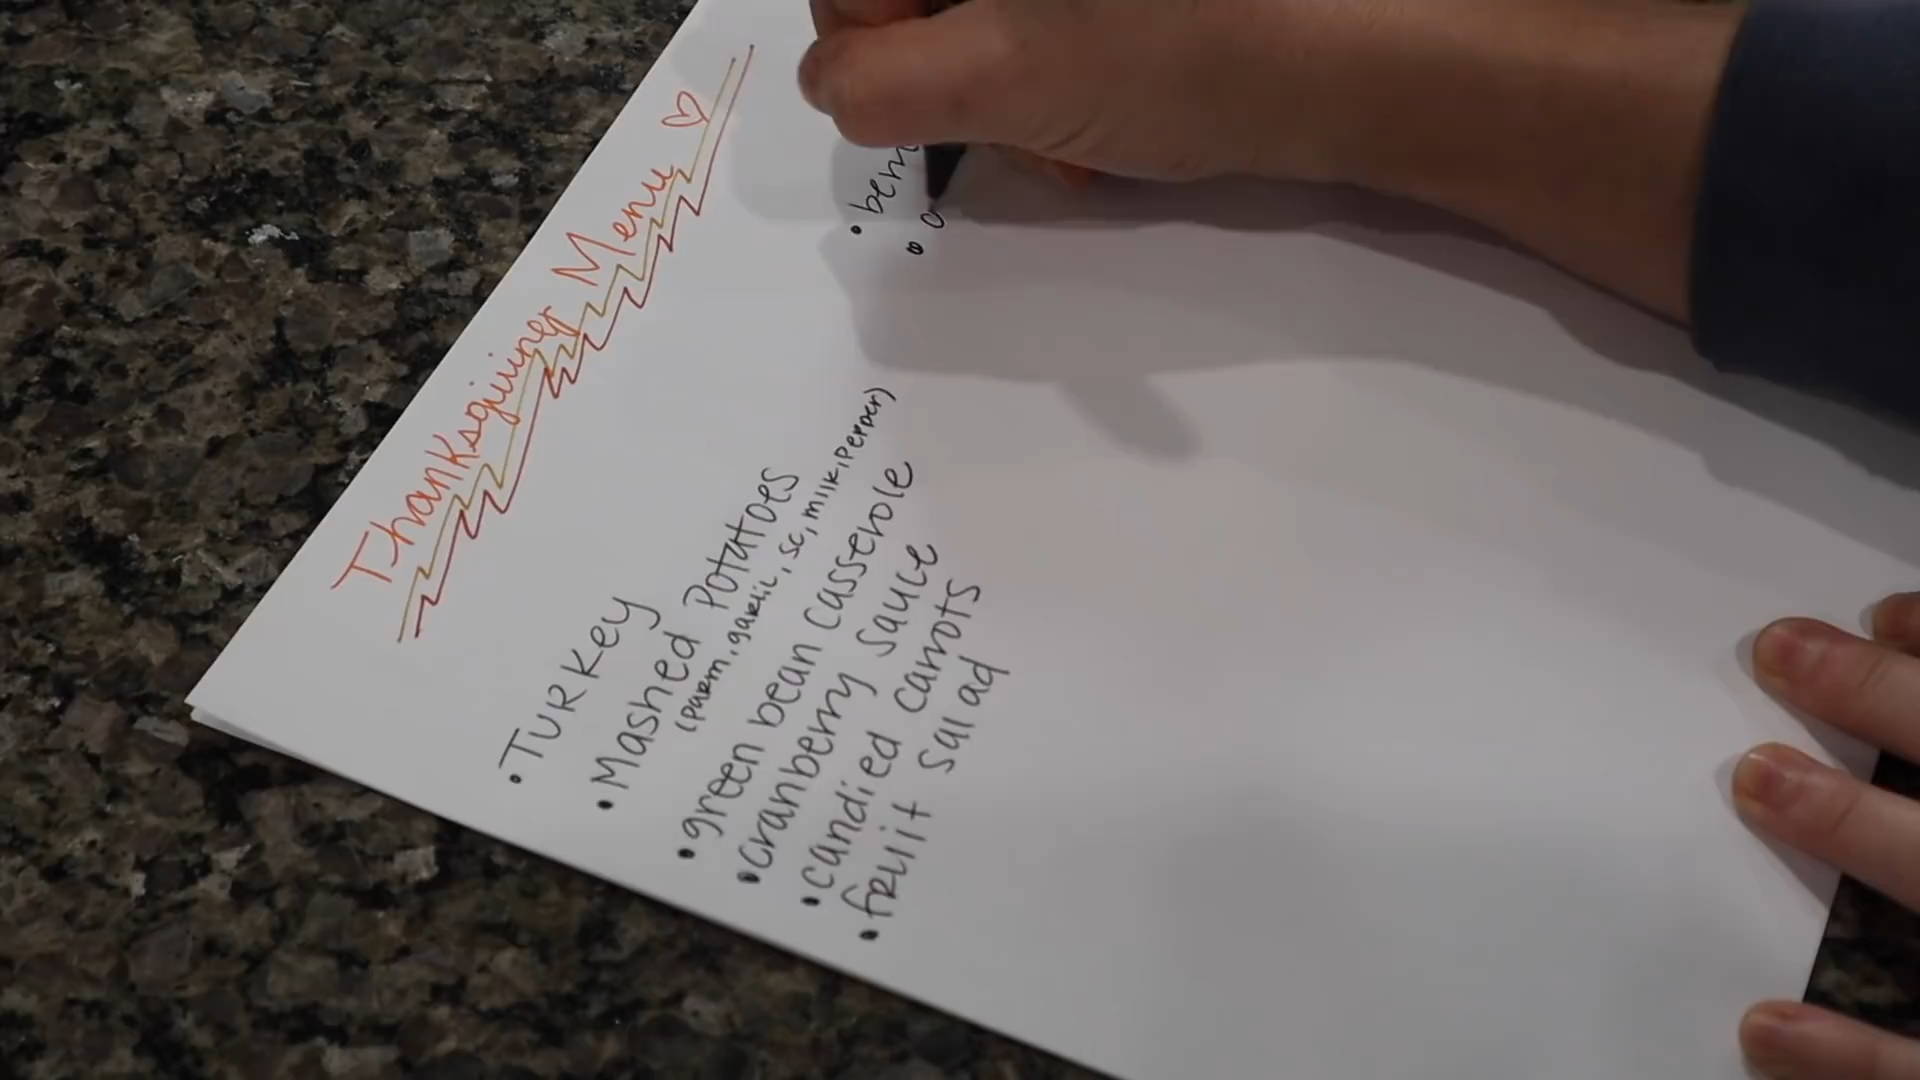 Thanksgiving Menu ♡
• TURKEY
• Mashed Potatoes
(parm, garlic, sc, milk, Pepper)
• green bean casserole
• cranberry sauce
• candied carrots
• fruit salad